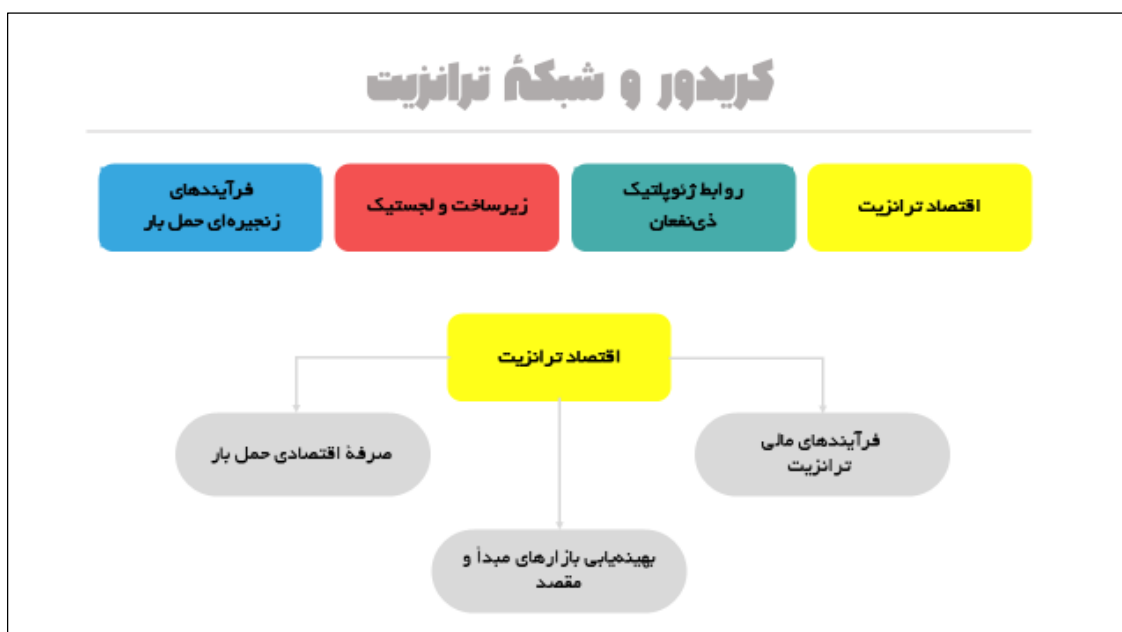 کریدور و شبکهٔ ترانزیت
اقتصاد ترانزیت
روابط ژئوپلتیک
ذی‌نفعان
زیرساخت و لجستیک
فرآیندهای
زنجیره‌ای حمل بار
اقتصاد ترانزیت
فرآیندهای مالی
ترانزیت
صرفهٔ اقتصادی حمل بار
بهینه‌یابی بازارهای مبدأ و
مقصد